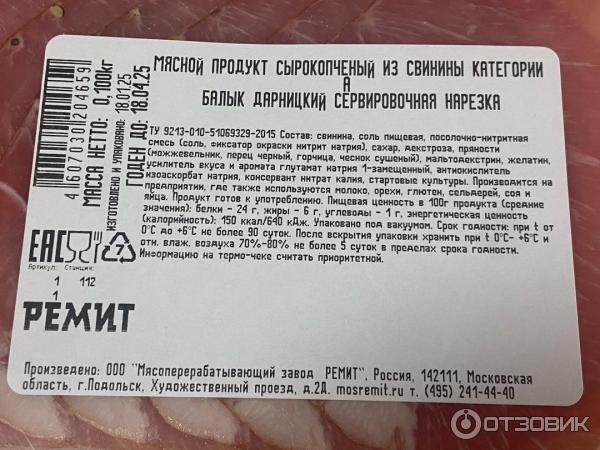 МЯСНОЙ ПРОДУКТ СЫРОКОПЧЕНЫЙ ИЗ СВИНИНЫ КАТЕГОРИИ
А
БАЛЫК ДАРНИЦКИЙ СЕРВИРОВОЧНАЯ НАРЕЗКА
4607030204659
МАССА НЕТТО: 0,100кг
ИЗГОТОВЛЕНО И УПАКОВАНО: 18.01.25
ГОДЕН ДО: 18.04.25
ТУ 9213-010-51069329-2015 Состав: свинина, соль пищевая, посолочно-нитритная
смесь (соль, фиксатор окраски нитрит натрия), сахар, декстроза, пряности
(можжевельник, перец черный, горчица, чеснок сушеный), мальтодекстрин, желатин,
усилитель вкуса и аромата глутамат натрия 1-замещенный, антиокислитель
изоаскорбат натрия, консервант нитрат калия, стартовые культуры. Произведен на
предприятии, где также используются молоко, орехи, глютен, сельдерей, соя и
яйца. Продукт готов к употреблению. Пищевая ценность в 100г продукта (средние
значения): белки - 24 г, жиры - 6 г, углеводы - 1 г, энергетическая ценность
(калорийность): 150 ккал/640 кДж. Упаковано под вакуумом. Срок годности: при t от
0°С до +6°С не более 90 суток. После вскрытия упаковки хранить при t 0°С- +6°С и
отн. влаж. воздуха 70%-80% не более 5 суток в пределах срока годности.
Информацию на термо-чеке считать приоритетной.
EAC
7
Артикул: Станция:
1 112
1
РЕМИТ
Произведено: ООО "Мясоперерабатывающий завод РЕМИТ", Россия, 142111, Московская
область, г.Подольск, Художественный проезд, д.2Д. mosremit.ru т. (495) 241-44-40
ОТЗОВИК